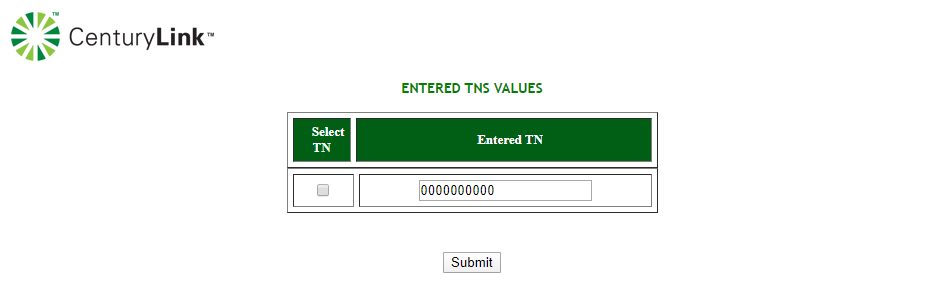 CenturyLink™
ENTERED TNS VALUES
Select
TN
Entered TN
0000000000
Submit